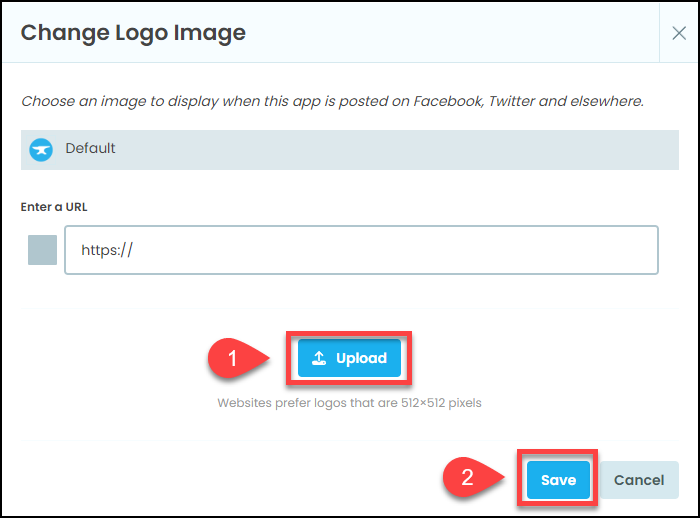 Change Logo Image
Choose an image to display when this app is posted on Facebook, Twitter and elsewhere.
Default
Enter a URL
https://
1
Upload
Websites prefer logos that are 512×512 pixels
2
Save
Cancel